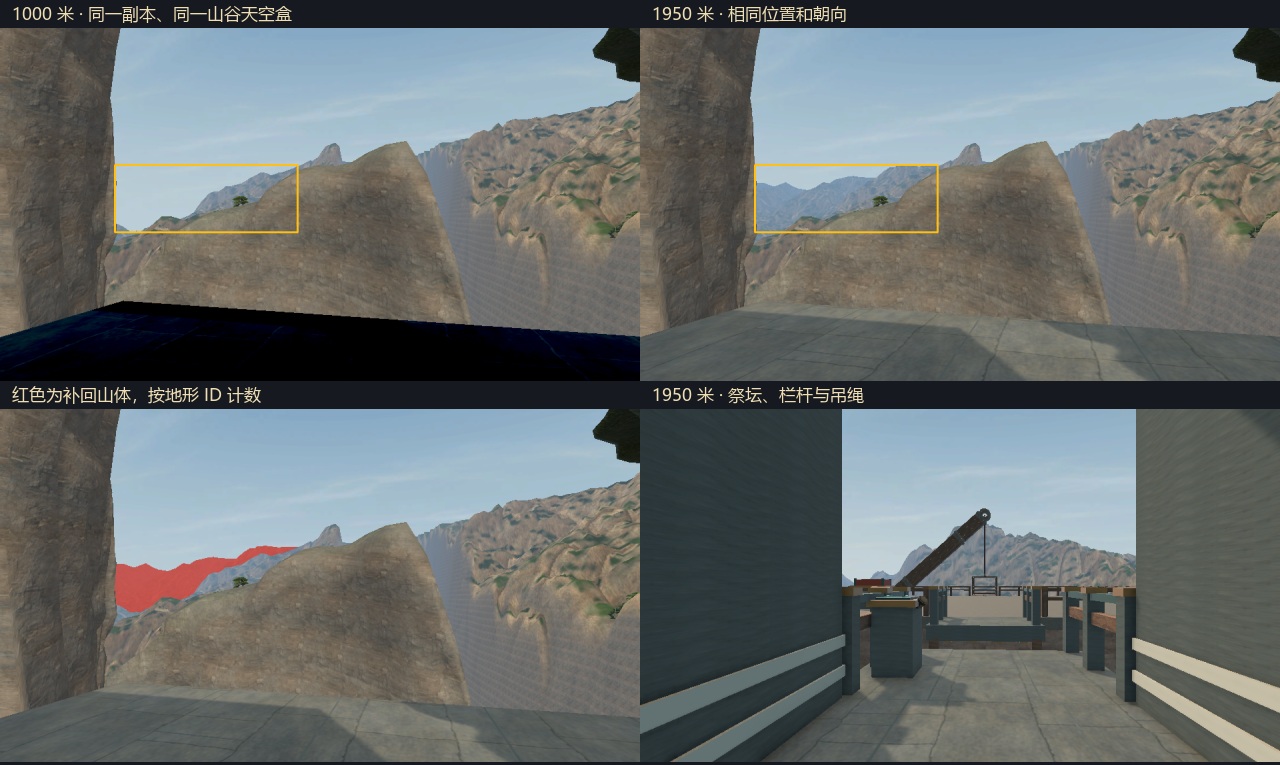 1000 米 · 同一副本、同一山谷天空盒
1950 米 · 相同位置和朝向
红色为补回山体，按地形 ID 计数
1950 米 · 祭坛、栏杆与吊绳